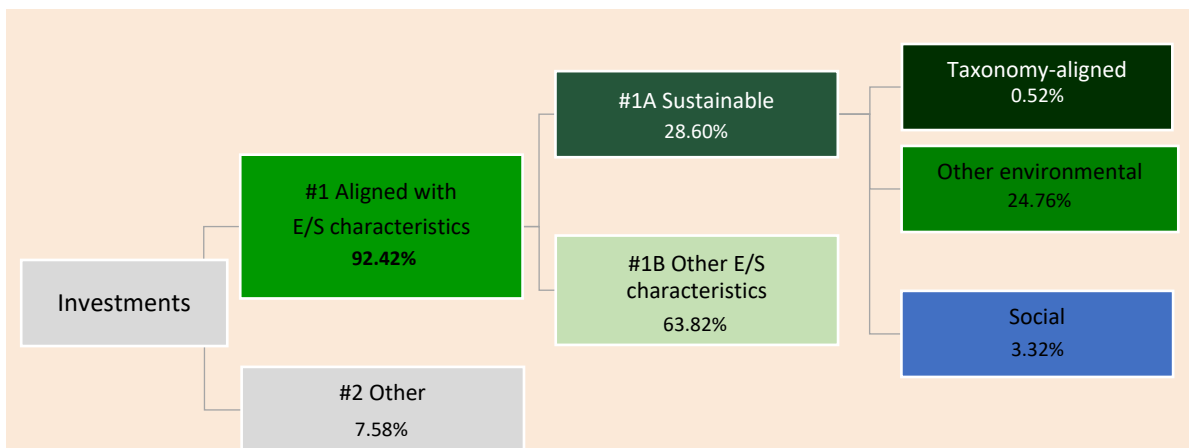 Investments
#1 Aligned with
E/S characteristics
92.42%
#2 Other
7.58%
#1A Sustainable
28.60%
#1B Other E/S
characteristics
63.82%
Taxonomy-aligned
0.52%
Other environmental
24.76%
Social
3.32%